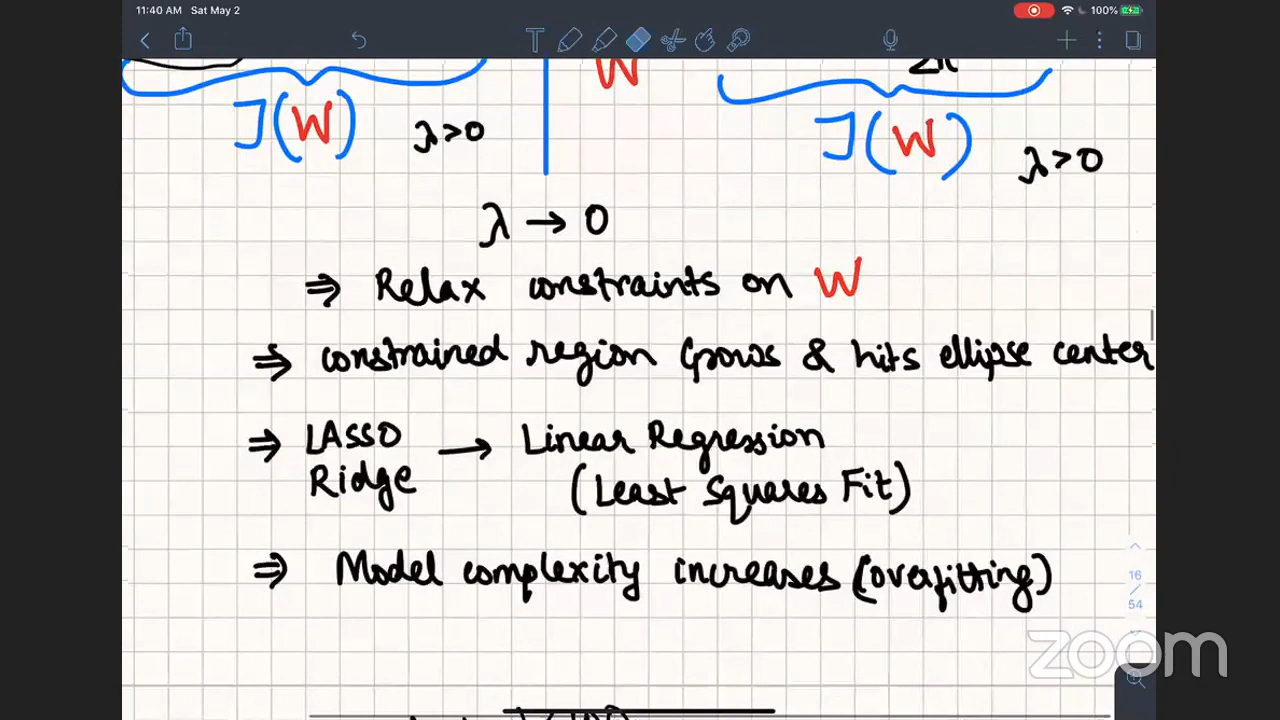 11:40 AM Sat May 2
100%
W
J(W) λ>0
J(W) λ>0
λ → 0
⇒ Relax constraints on W
⇒ constrained region Grows & hits ellipse center
⇒ LASSO → Linear Regression
Ridge (Least Squares Fit)
⇒ Model complexity increases (overfitting)
16
/
54
zoom